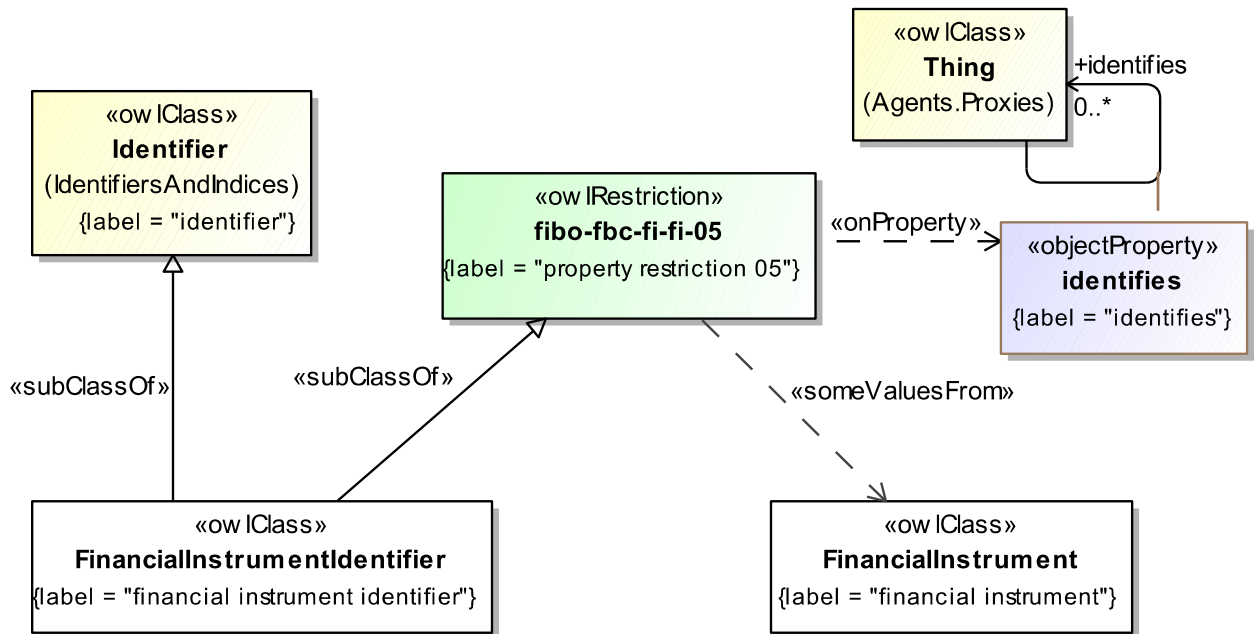 «owlClass»
Thing
(Agents.Proxies)
+identifies
0..*
«owlClass»
Identifier
(IdentifiersAndIndices)
{label = "identifier"}
«owlRestriction»
fibo-fbc-fi-fi-05
{label = "property restriction 05"}
«onProperty»
«objectProperty»
identifies
{label = "identifies"}
«subClassOf»
«subClassOf»
«someValuesFrom»
«owlClass»
FinancialInstrumentIdentifier
{label = "financial instrument identifier"}
«owlClass»
FinancialInstrument
{label = "financial instrument"}